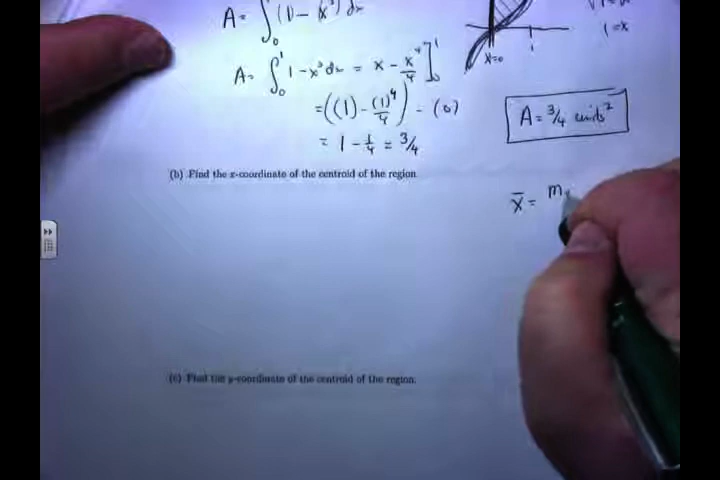 A = ∫₀ (1 - x³) dx
1 = x
A = ∫₀¹ 1 - x³ dx = x - x⁴/4 ]₀¹
x=0
1
= ((1) - (1)⁴/4) - (0)
A = 3/4 units²
= 1 - 1/4 = 3/4
(b) Find the x-coordinate of the centroid of the region.
x̄ = m
(c) Find the y-coordinate of the centroid of the region.